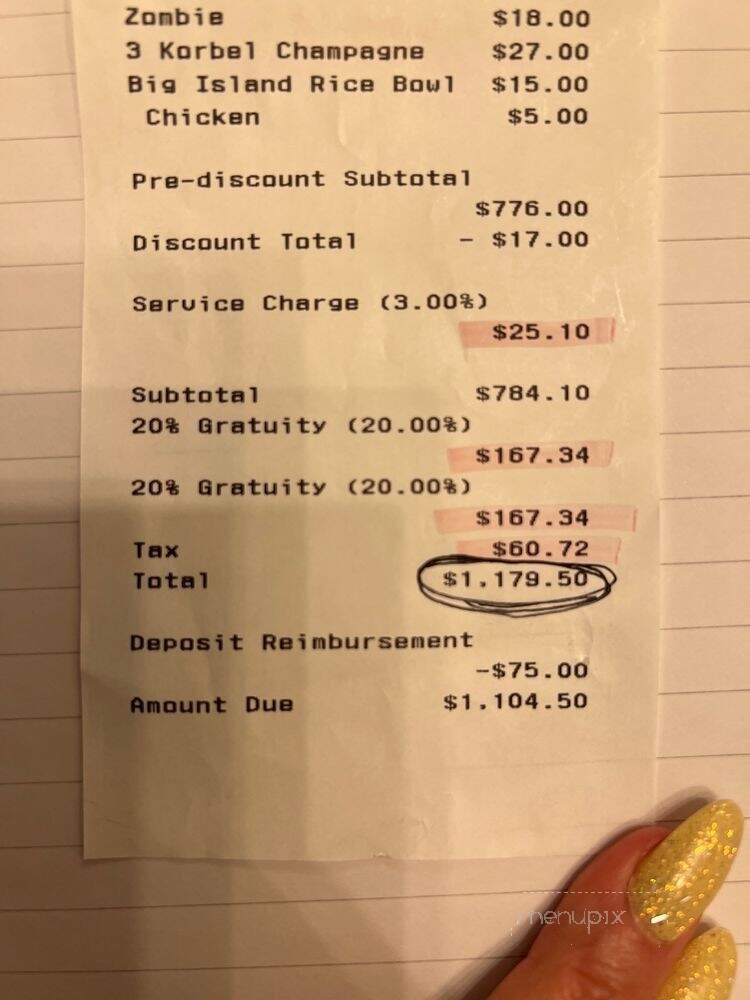 Zombie $18.00
3 Korbel Champagne $27.00
Big Island Rice Bowl $15.00
Chicken $5.00
Pre-discount Subtotal
$776.00
Discount Total - $17.00
Service Charge (3.00%)
$25.10
Subtotal $784.10
20% Gratuity (20.00%)
$167.34
20% Gratuity (20.00%)
$167.34
Tax $60.72
Total $1,179.50
Deposit Reimbursement
-$75.00
Amount Due $1,104.50
menupix